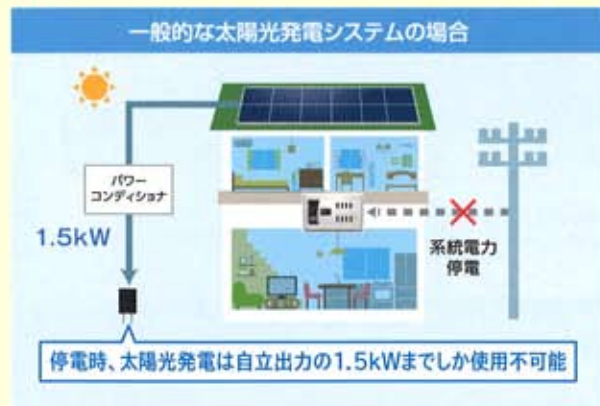 一般的な太陽光発電システムの場合
パワー
コンディショナ
1.5kW
系統電力
停電
停電時、太陽光発電は自立出力の1.5kWまでしか使用不可能